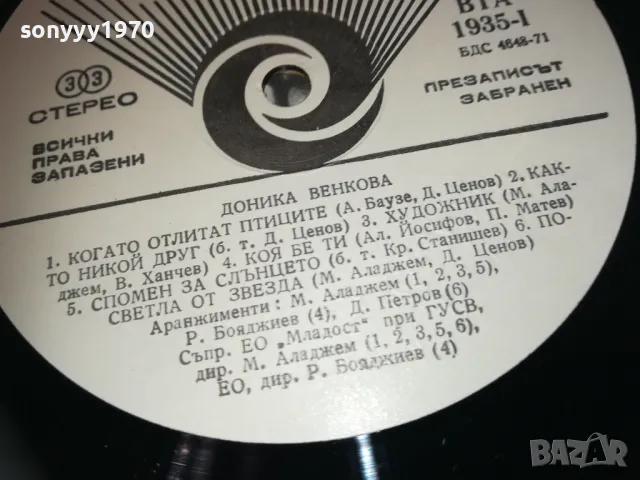 sonyyy1970
ВТА
1935-I
БДС 4648-71
33
СТЕРЕО
ПРЕЗАПИСЪТ
ЗАБРАНЕН
ВСИЧКИ
ПРАВА
ЗАПАЗЕНИ
ДОНИКА ВЕНКОВА
1. КОГАТО ОТЛИТАТ ПТИЦИТЕ (А. Баузе, Д. Ценов) 2. КАК-
ТО НИКОЙ ДРУГ (б. т. Д. Ценов) 3. ХУДОЖНИК (М. Ала-
джем, В. Ханчев) 4. КОЯ БЕ ТИ (Ал. Йосифов, П. Матев)
5. СПОМЕН ЗА СЛЪНЦЕТО (б. т. Кр. Станишев) 6. ПО-
СВЕТЛА ОТ ЗВЕЗДА (М. Аладжем, Д. Ценов)
Аранжименти: М. Аладжем (1, 2, 3, 5),
Р. Бояджиев (4), Д. Петров (6)
Съпр. ЕО „Младост" при ГУСВ,
дир. М. Аладжем (1, 2, 3, 5, 6),
ЕО, дир. Р. Бояджиев (4)
BAZAR.bg